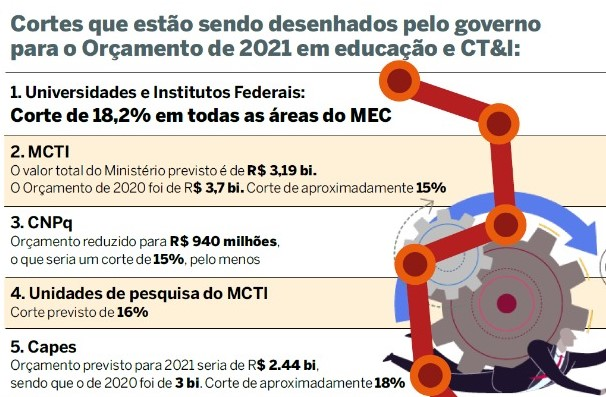 Cortes que estão sendo desenhados pelo governo
para o Orçamento de 2021 em educação e CT&I:
1. Universidades e Institutos Federais:
Corte de 18,2% em todas as áreas do MEC
2. MCTI
O valor total do Ministério previsto é de R$ 3,19 bi.
O Orçamento de 2020 foi de R$ 3,7 bi. Corte de aproximadamente 15%
3. CNPq
Orçamento reduzido para R$ 940 milhões,
o que seria um corte de 15%, pelo menos
4. Unidades de pesquisa do MCTI
Corte previsto de 16%
5. Capes
Orçamento previsto para 2021 seria de R$ 2.44 bi,
sendo que o de 2020 foi de 3 bi. Corte de aproximadamente 18%